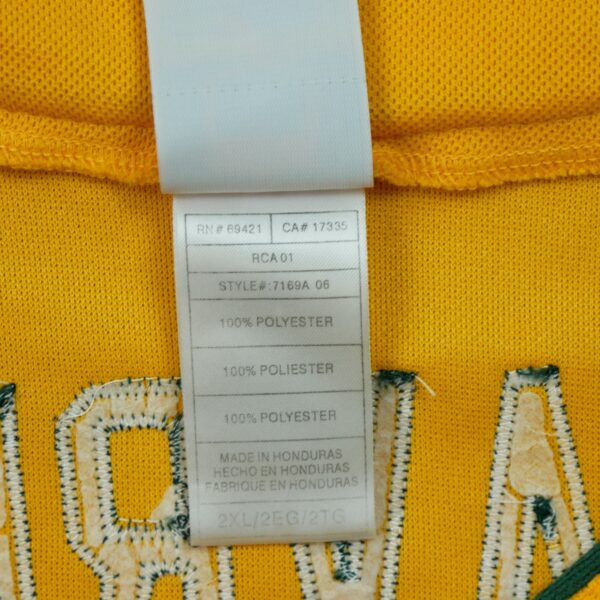 RN # 69421 CA# 17335
RCA 01
STYLE#:7169A 06
100% POLYESTER
100% POLIESTER
100% POLYESTER
MADE IN HONDURAS
HECHO EN HONDURAS
FABRIQUE EN HONDURAS
2XL/2EG/2TG